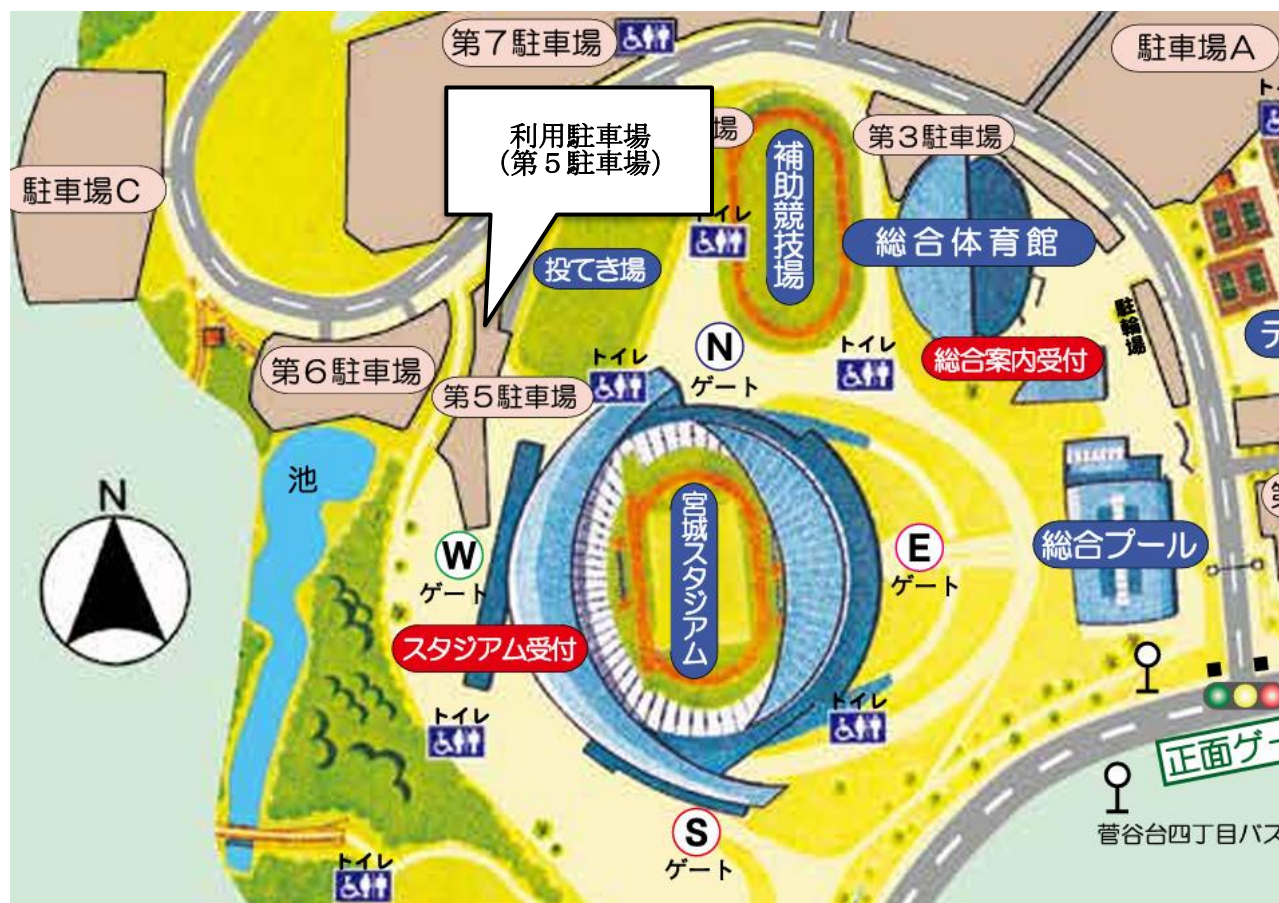 第7駐車場
駐車場A
利用駐車場
(第5駐車場)
場
第3駐車場
補助競技場
駐車場C
トイレ
総合体育館
投てき場
駐輪場
トイレ
N
ゲート
トイレ
総合案内受付
テ
第6駐車場
第5駐車場
池
N
宮城スタジアム
W
ゲート
E
ゲート
総合プール
スタジアム受付
トイレ
トイレ
正面ゲー
S
ゲート
菅谷台四丁目バス
トイレ